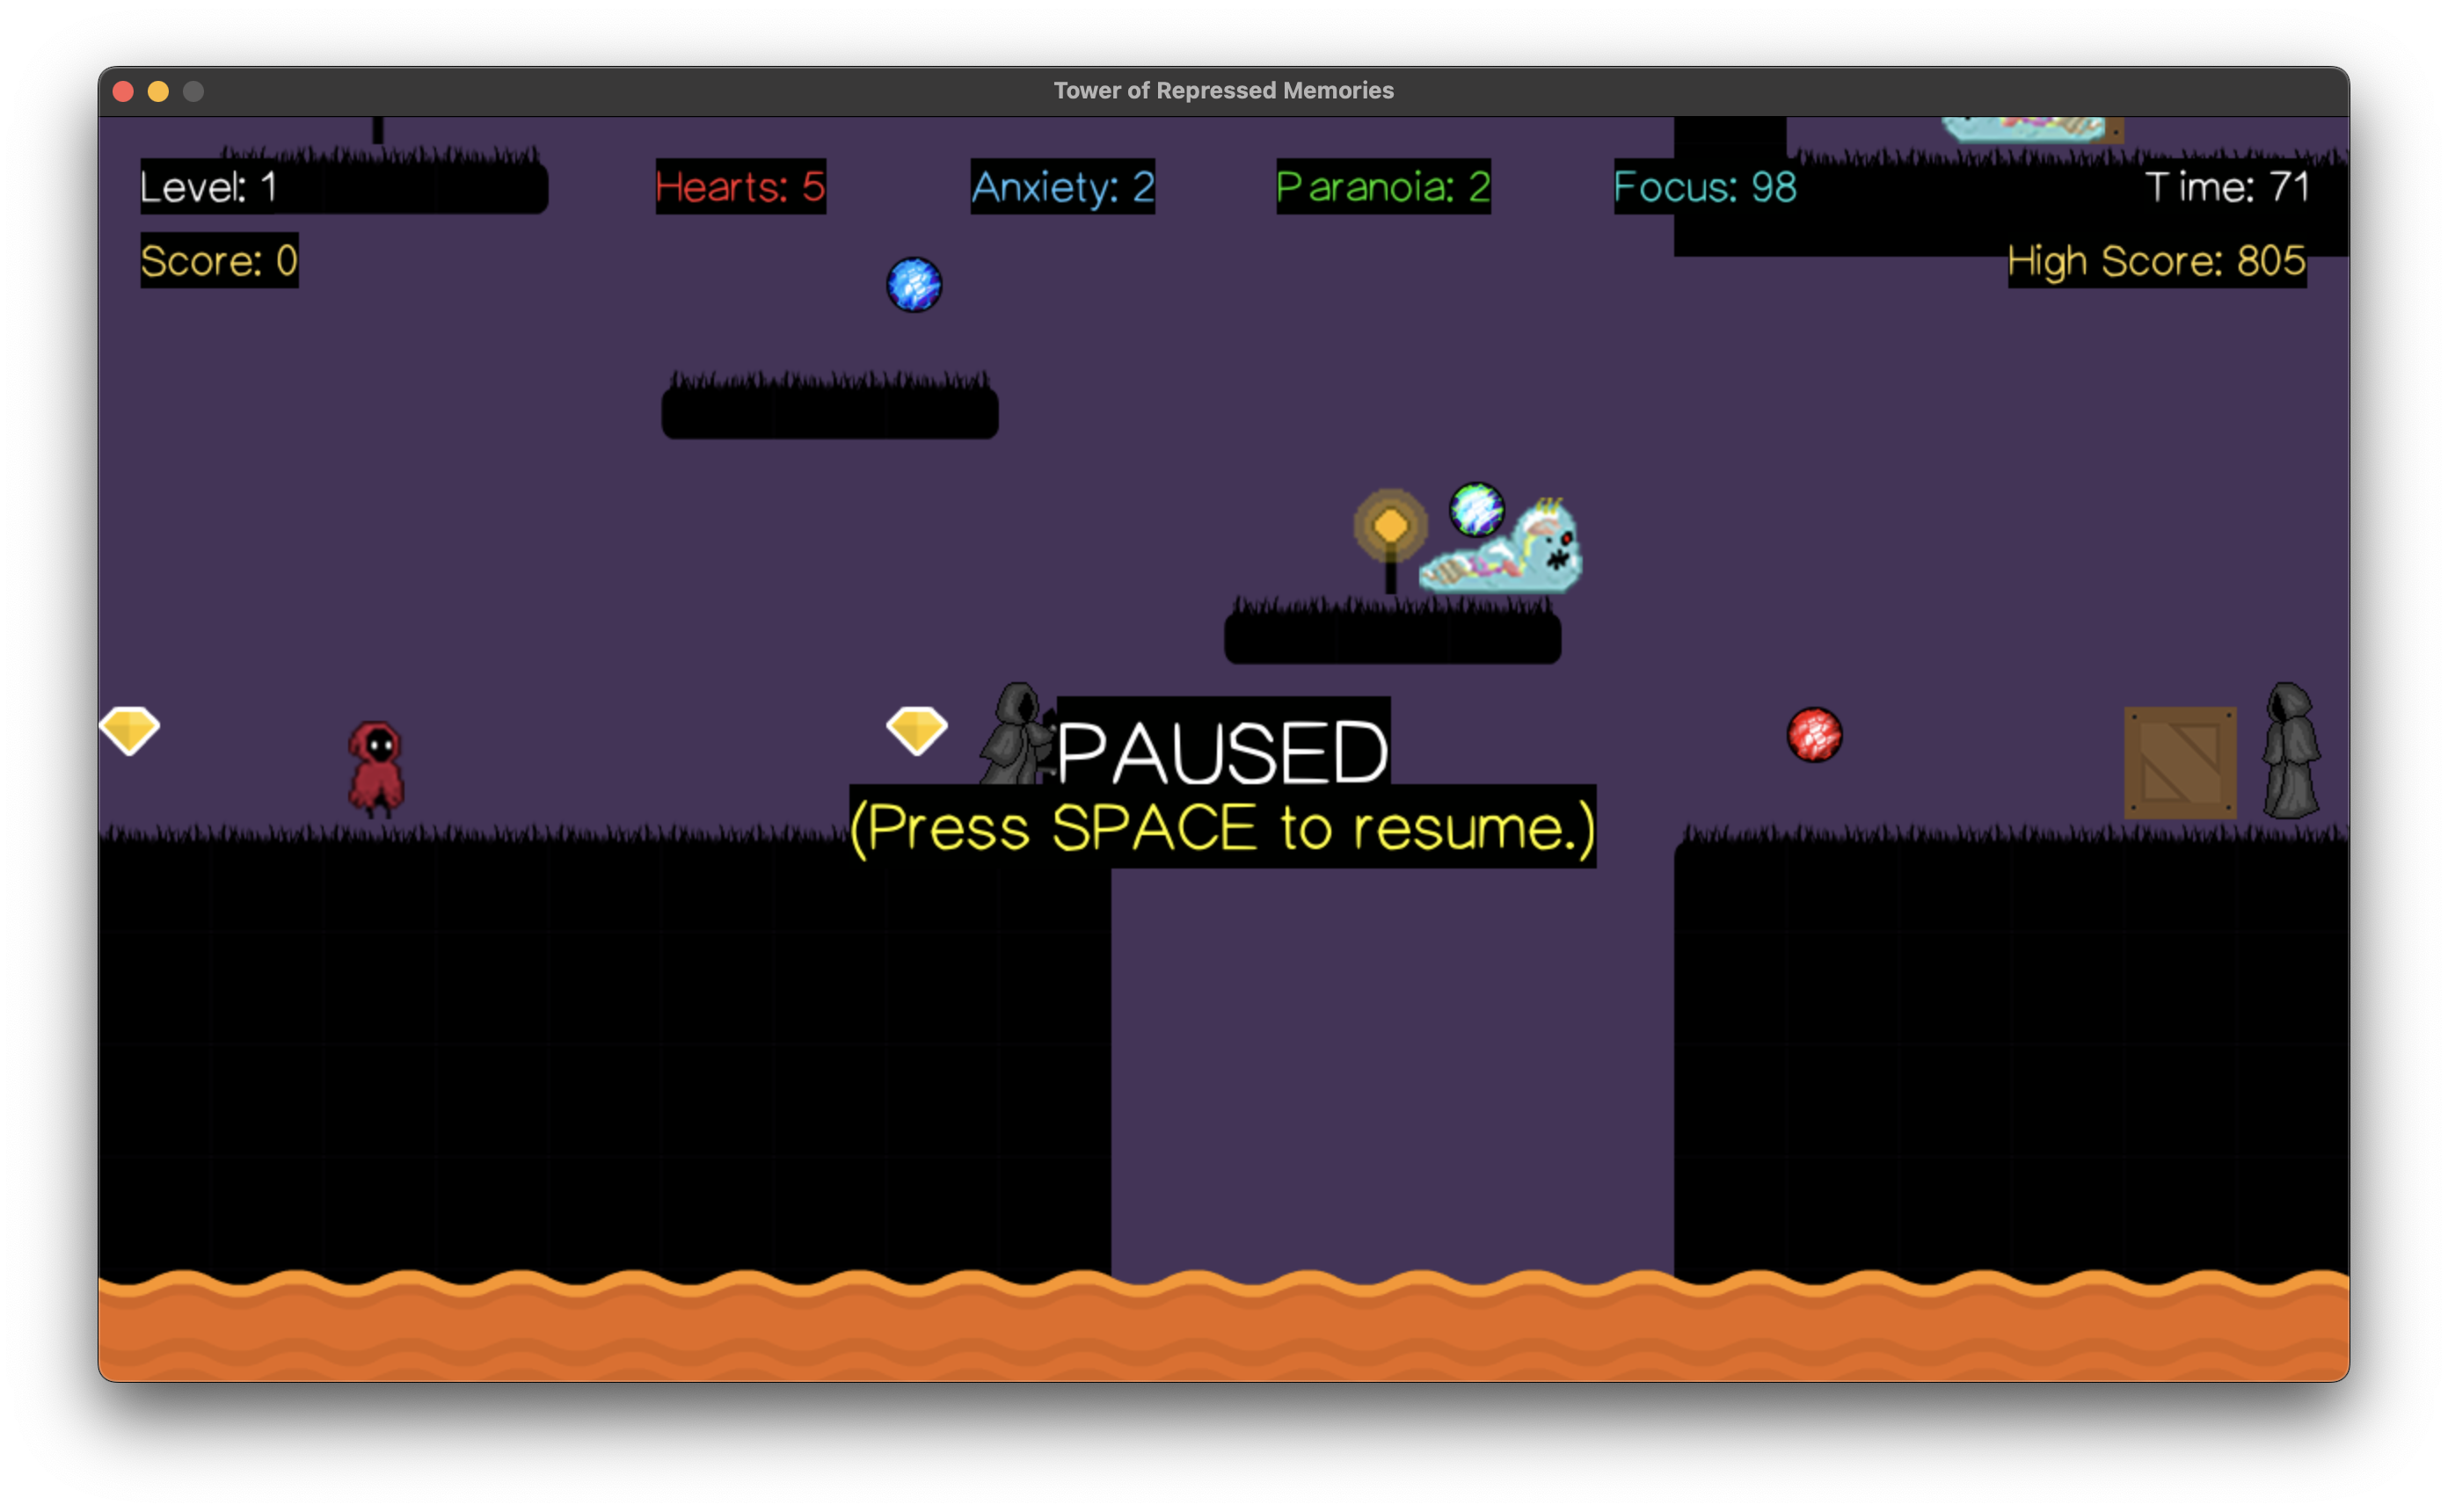 Tower of Repressed Memories
Level: 1 Hearts: 5 Anxiety: 2 Paranoia: 2 Focus: 98 Time: 71
Score: 0 High Score: 805
PAUSED
(Press SPACE to resume.)